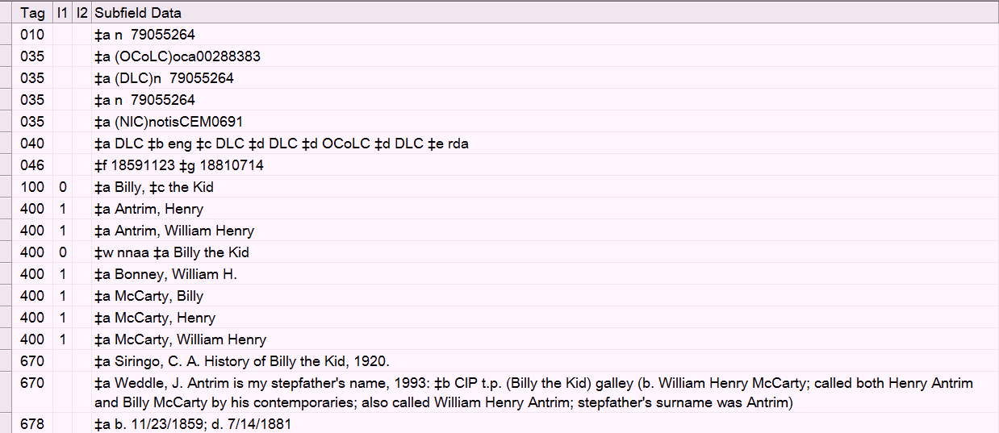 Tag I1 I2 Subfield Data
010 ‡a n  79055264
035 ‡a (OCoLC)oca00288383
035 ‡a (DLC)n  79055264
035 ‡a n  79055264
035 ‡a (NIC)notisCEM0691
040 ‡a DLC ‡b eng ‡c DLC ‡d DLC ‡d OCoLC ‡d DLC ‡e rda
046 ‡f 18591123 ‡g 18810714
100 0 ‡a Billy, ‡c the Kid
400 1 ‡a Antrim, Henry
400 1 ‡a Antrim, William Henry
400 0 ‡w nnaa ‡a Billy the Kid
400 1 ‡a Bonney, William H.
400 1 ‡a McCarty, Billy
400 1 ‡a McCarty, Henry
400 1 ‡a McCarty, William Henry
670 ‡a Siringo, C. A. History of Billy the Kid, 1920.
670 ‡a Weddle, J. Antrim is my stepfather's name, 1993: ‡b CIP t.p. (Billy the Kid) galley (b. William Henry McCarty; called both Henry Antrim
and Billy McCarty by his contemporaries; also called William Henry Antrim; stepfather's surname was Antrim)
678 ‡a b. 11/23/1859; d. 7/14/1881